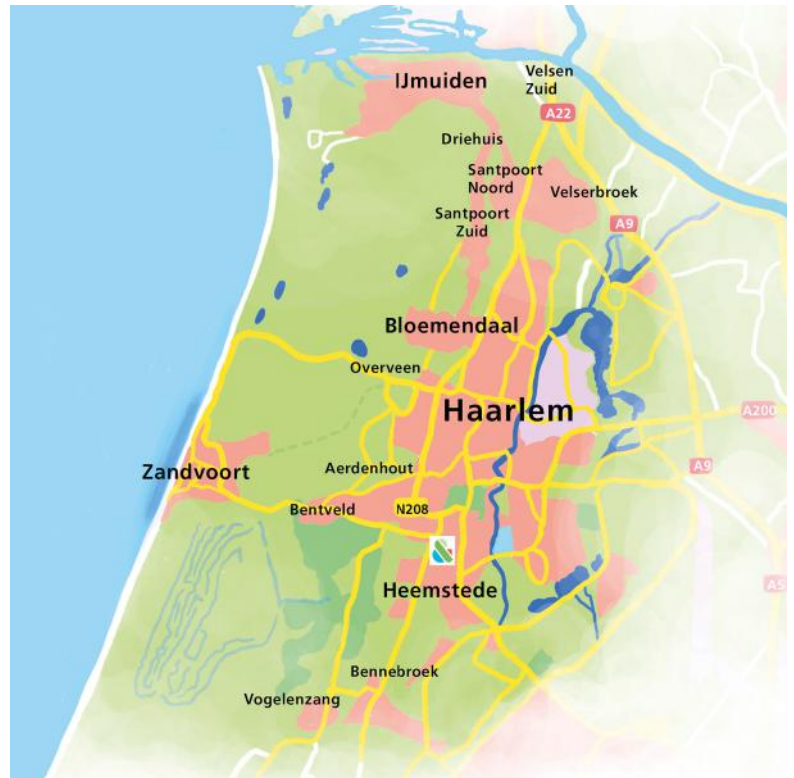 IJmuiden
Velsen
Zuid
A22
Driehuis
Santpoort
Noord
Velserbroek
Santpoort
Zuid
A9
Bloemendaal
Overveen
Haarlem
A200
Zandvoort
Aerdenhout
A9
Bentveld
N208
Heemstede
A5
Bennebroek
Vogelenzang